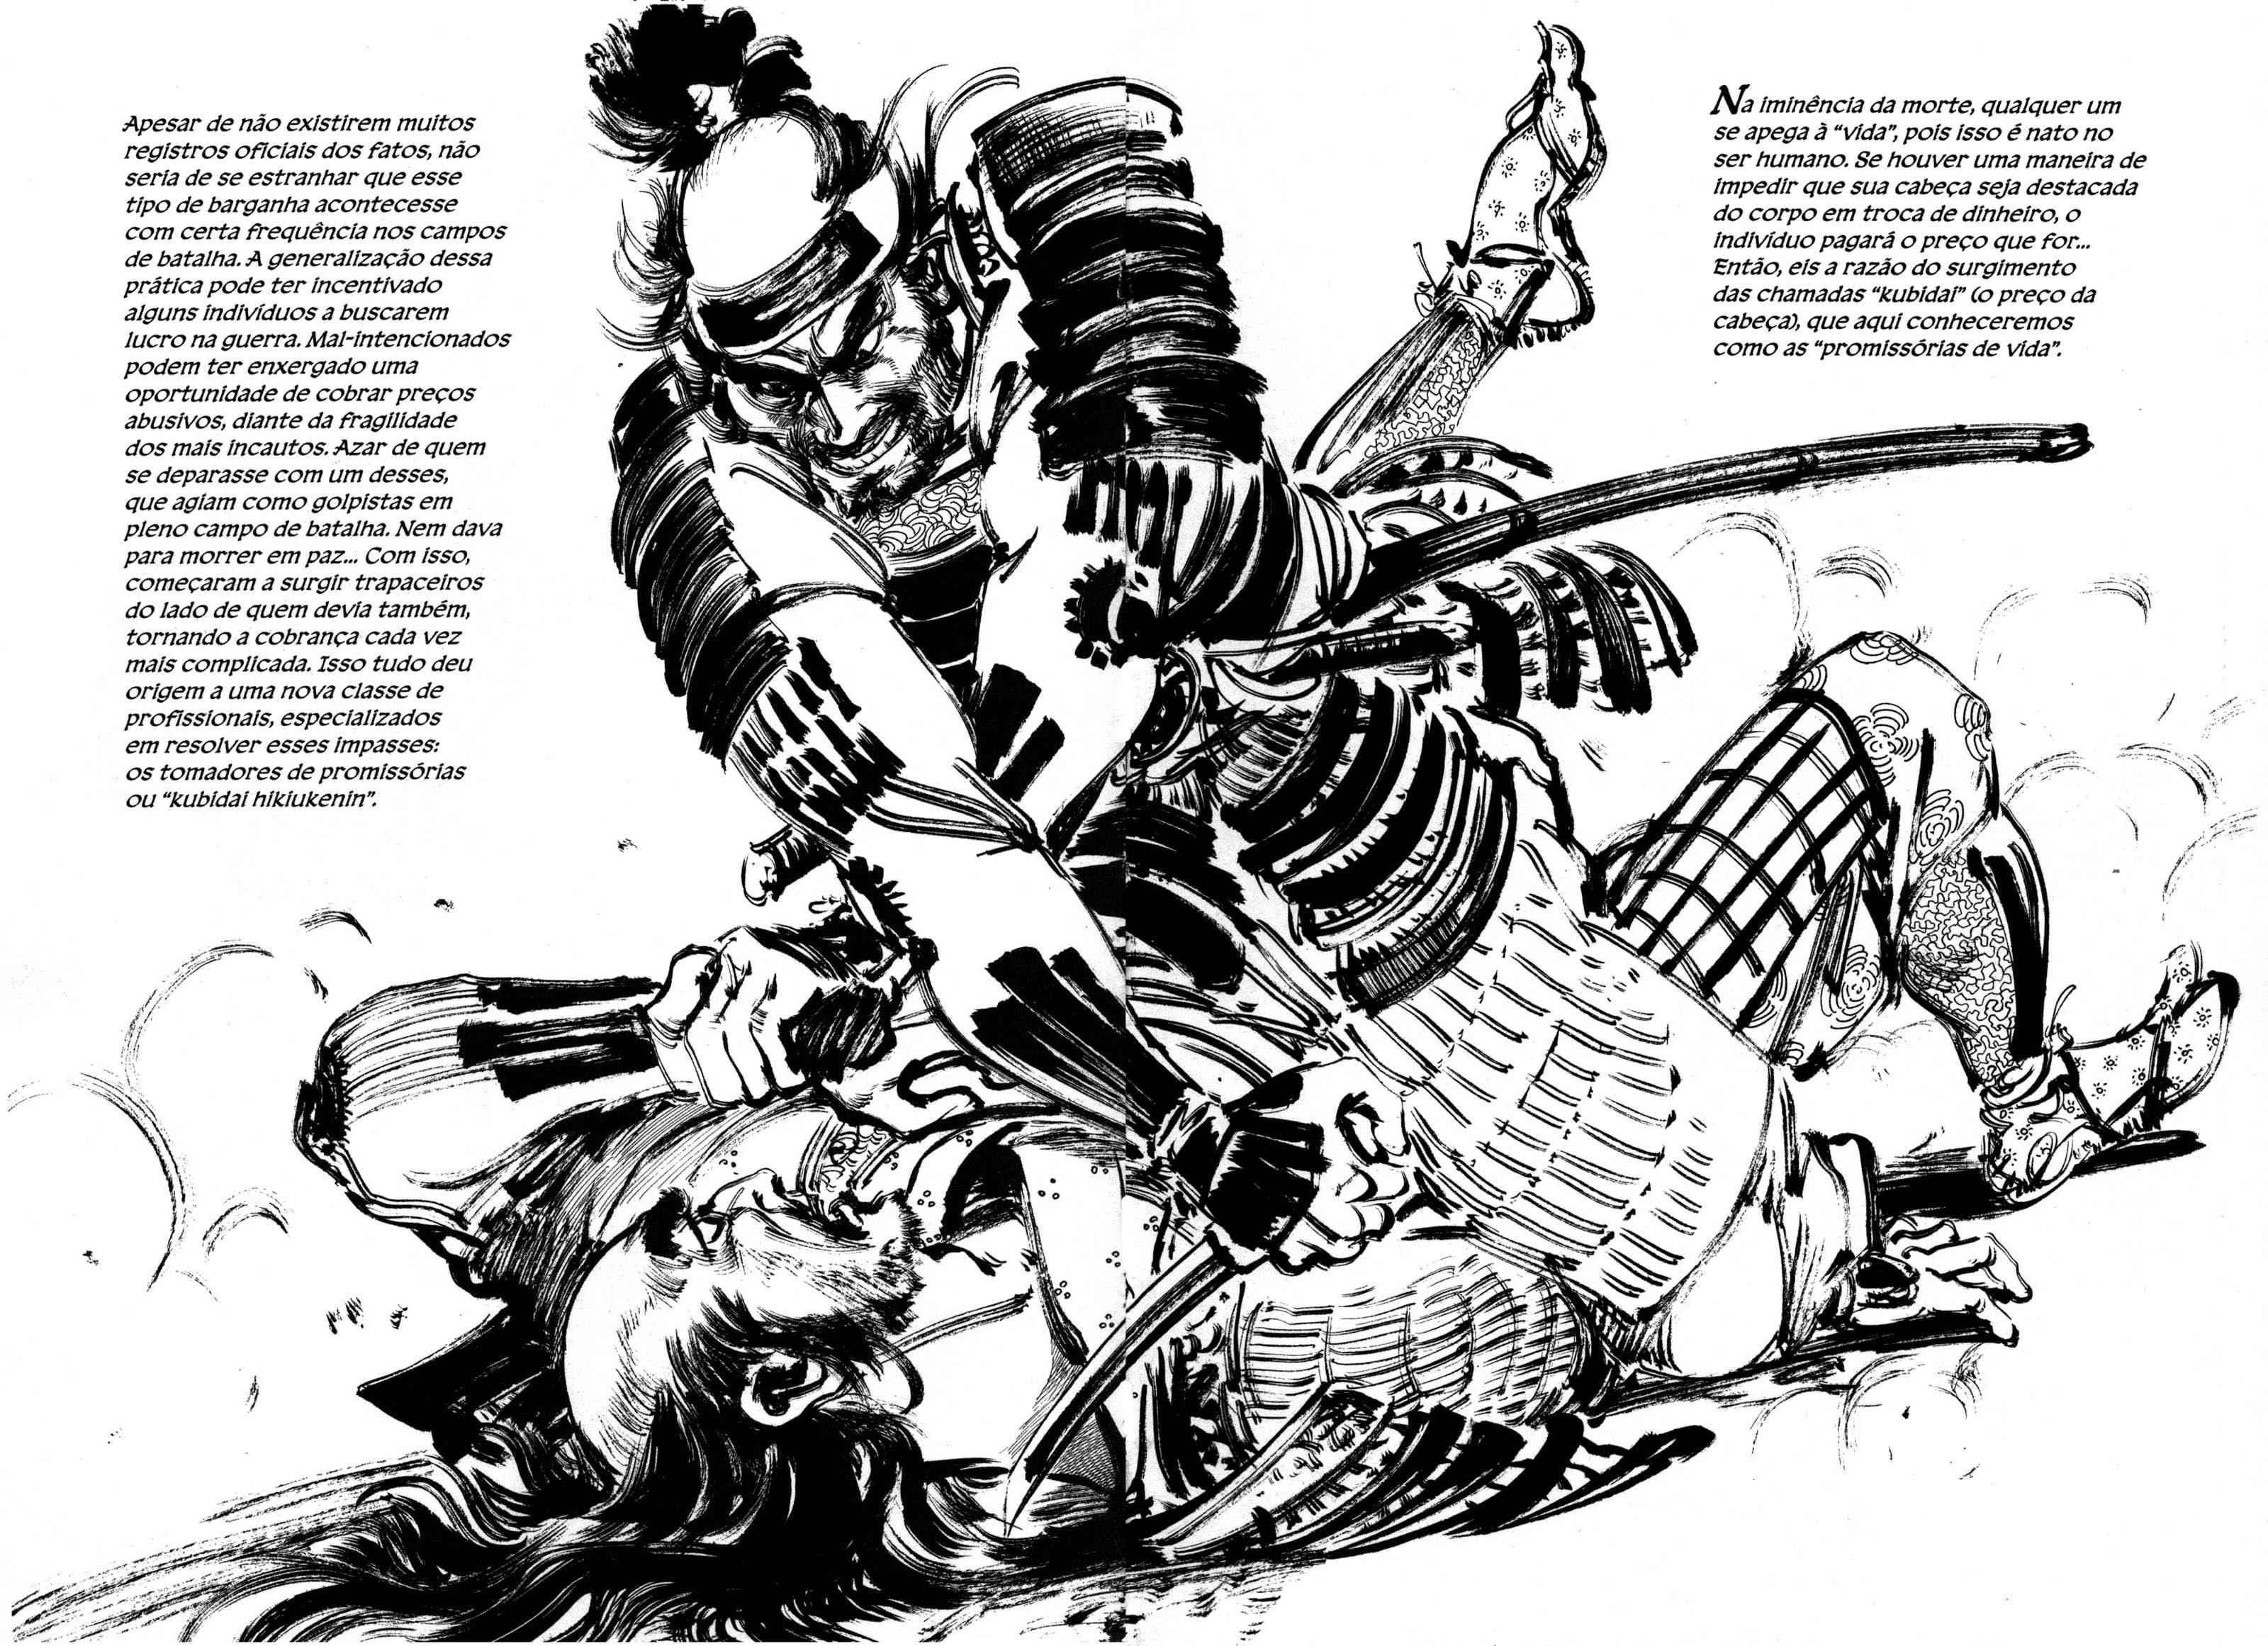 Na iminência da morte, qualquer um
se apega à “vida”, pois isso é nato no
ser humano. Se houver uma maneira de
impedir que sua cabeça seja destacada
do corpo em troca de dinheiro, o
indivíduo pagará o preço que for...
Então, eis a razão do surgimento
das chamadas “kubidai” (o preço da
cabeça), que aqui conheceremos
como as “promissórias de vida”.
Apesar de não existirem muitos
registros oficiais dos fatos, não
seria de se estranhar que esse
tipo de barganha acontecesse
com certa frequência nos campos
de batalha. A generalização dessa
prática pode ter incentivado
alguns indivíduos a buscarem
lucro na guerra. Mal-intencionados
podem ter enxergado uma
oportunidade de cobrar preços
abusivos, diante da fragilidade
dos mais incautos. Azar de quem
se deparasse com um desses,
que agiam como golpistas em
pleno campo de batalha. Nem dava
para morrer em paz... Com isso,
começaram a surgir trapaceiros
do lado de quem devia também,
tornando a cobrança cada vez
mais complicada. Isso tudo deu
origem a uma nova classe de
profissionais, especializados
em resolver esses impasses:
os tomadores de promissórias
ou “kubidai hikiukenin”.